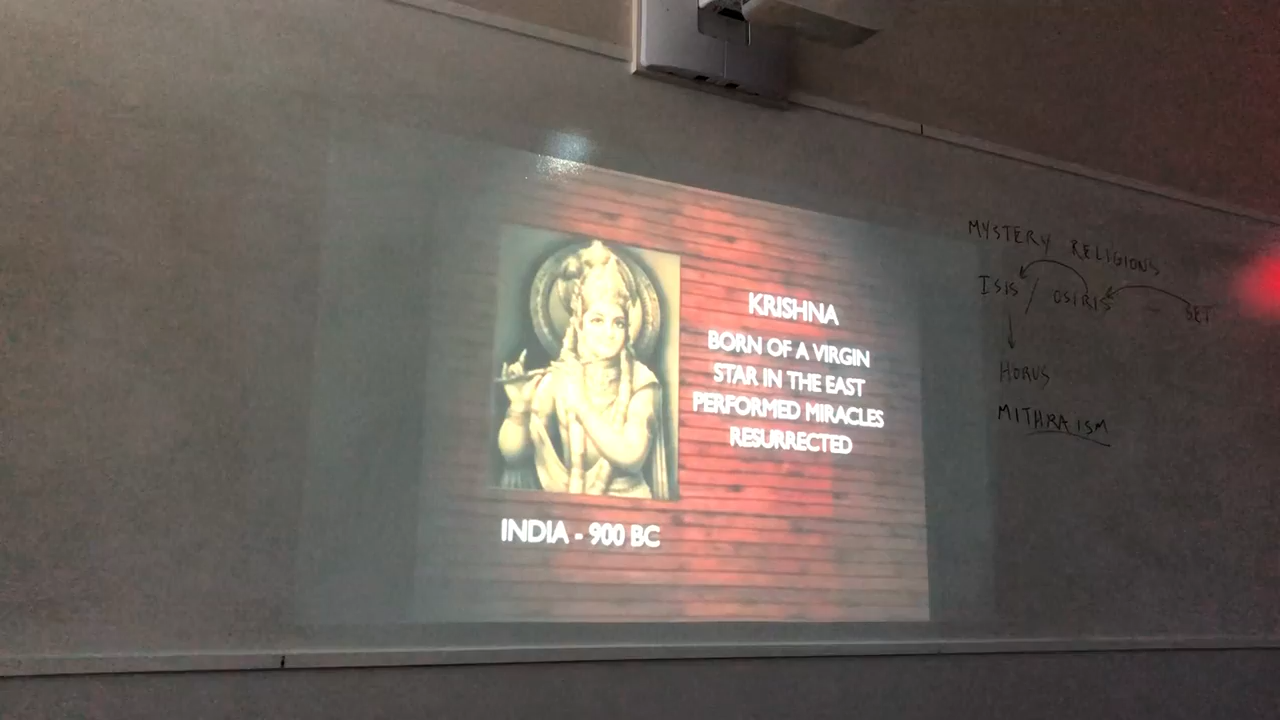 KRISHNA
BORN OF A VIRGIN
STAR IN THE EAST
PERFORMED MIRACLES
RESURRECTED
INDIA - 900 BC
MYSTERY RELIGIONS
ISIS / OSIRIS SET
HORUS
MITHRAISM